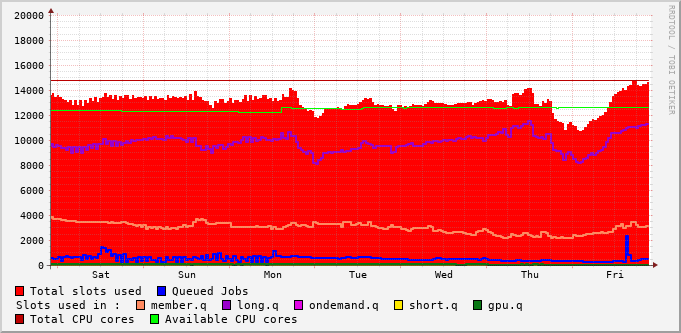 RRDTOOL / TOBI OETIKER
20000
18000
16000
14000
12000
10000
8000
6000
4000
2000
0
Sat Sun Mon Tue Wed Thu Fri
Total slots used Queued Jobs
Slots used in : member.q long.q ondemand.q short.q gpu.q
Total CPU cores Available CPU cores